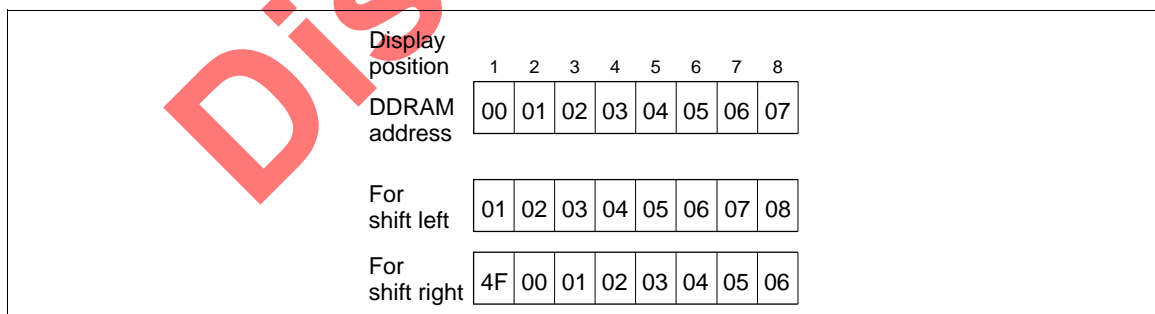 Display
position 1 2 3 4 5 6 7 8
DDRAM
address 00 01 02 03 04 05 06 07
For
shift left 01 02 03 04 05 06 07 08
For
shift right 4F 00 01 02 03 04 05 06
Dis